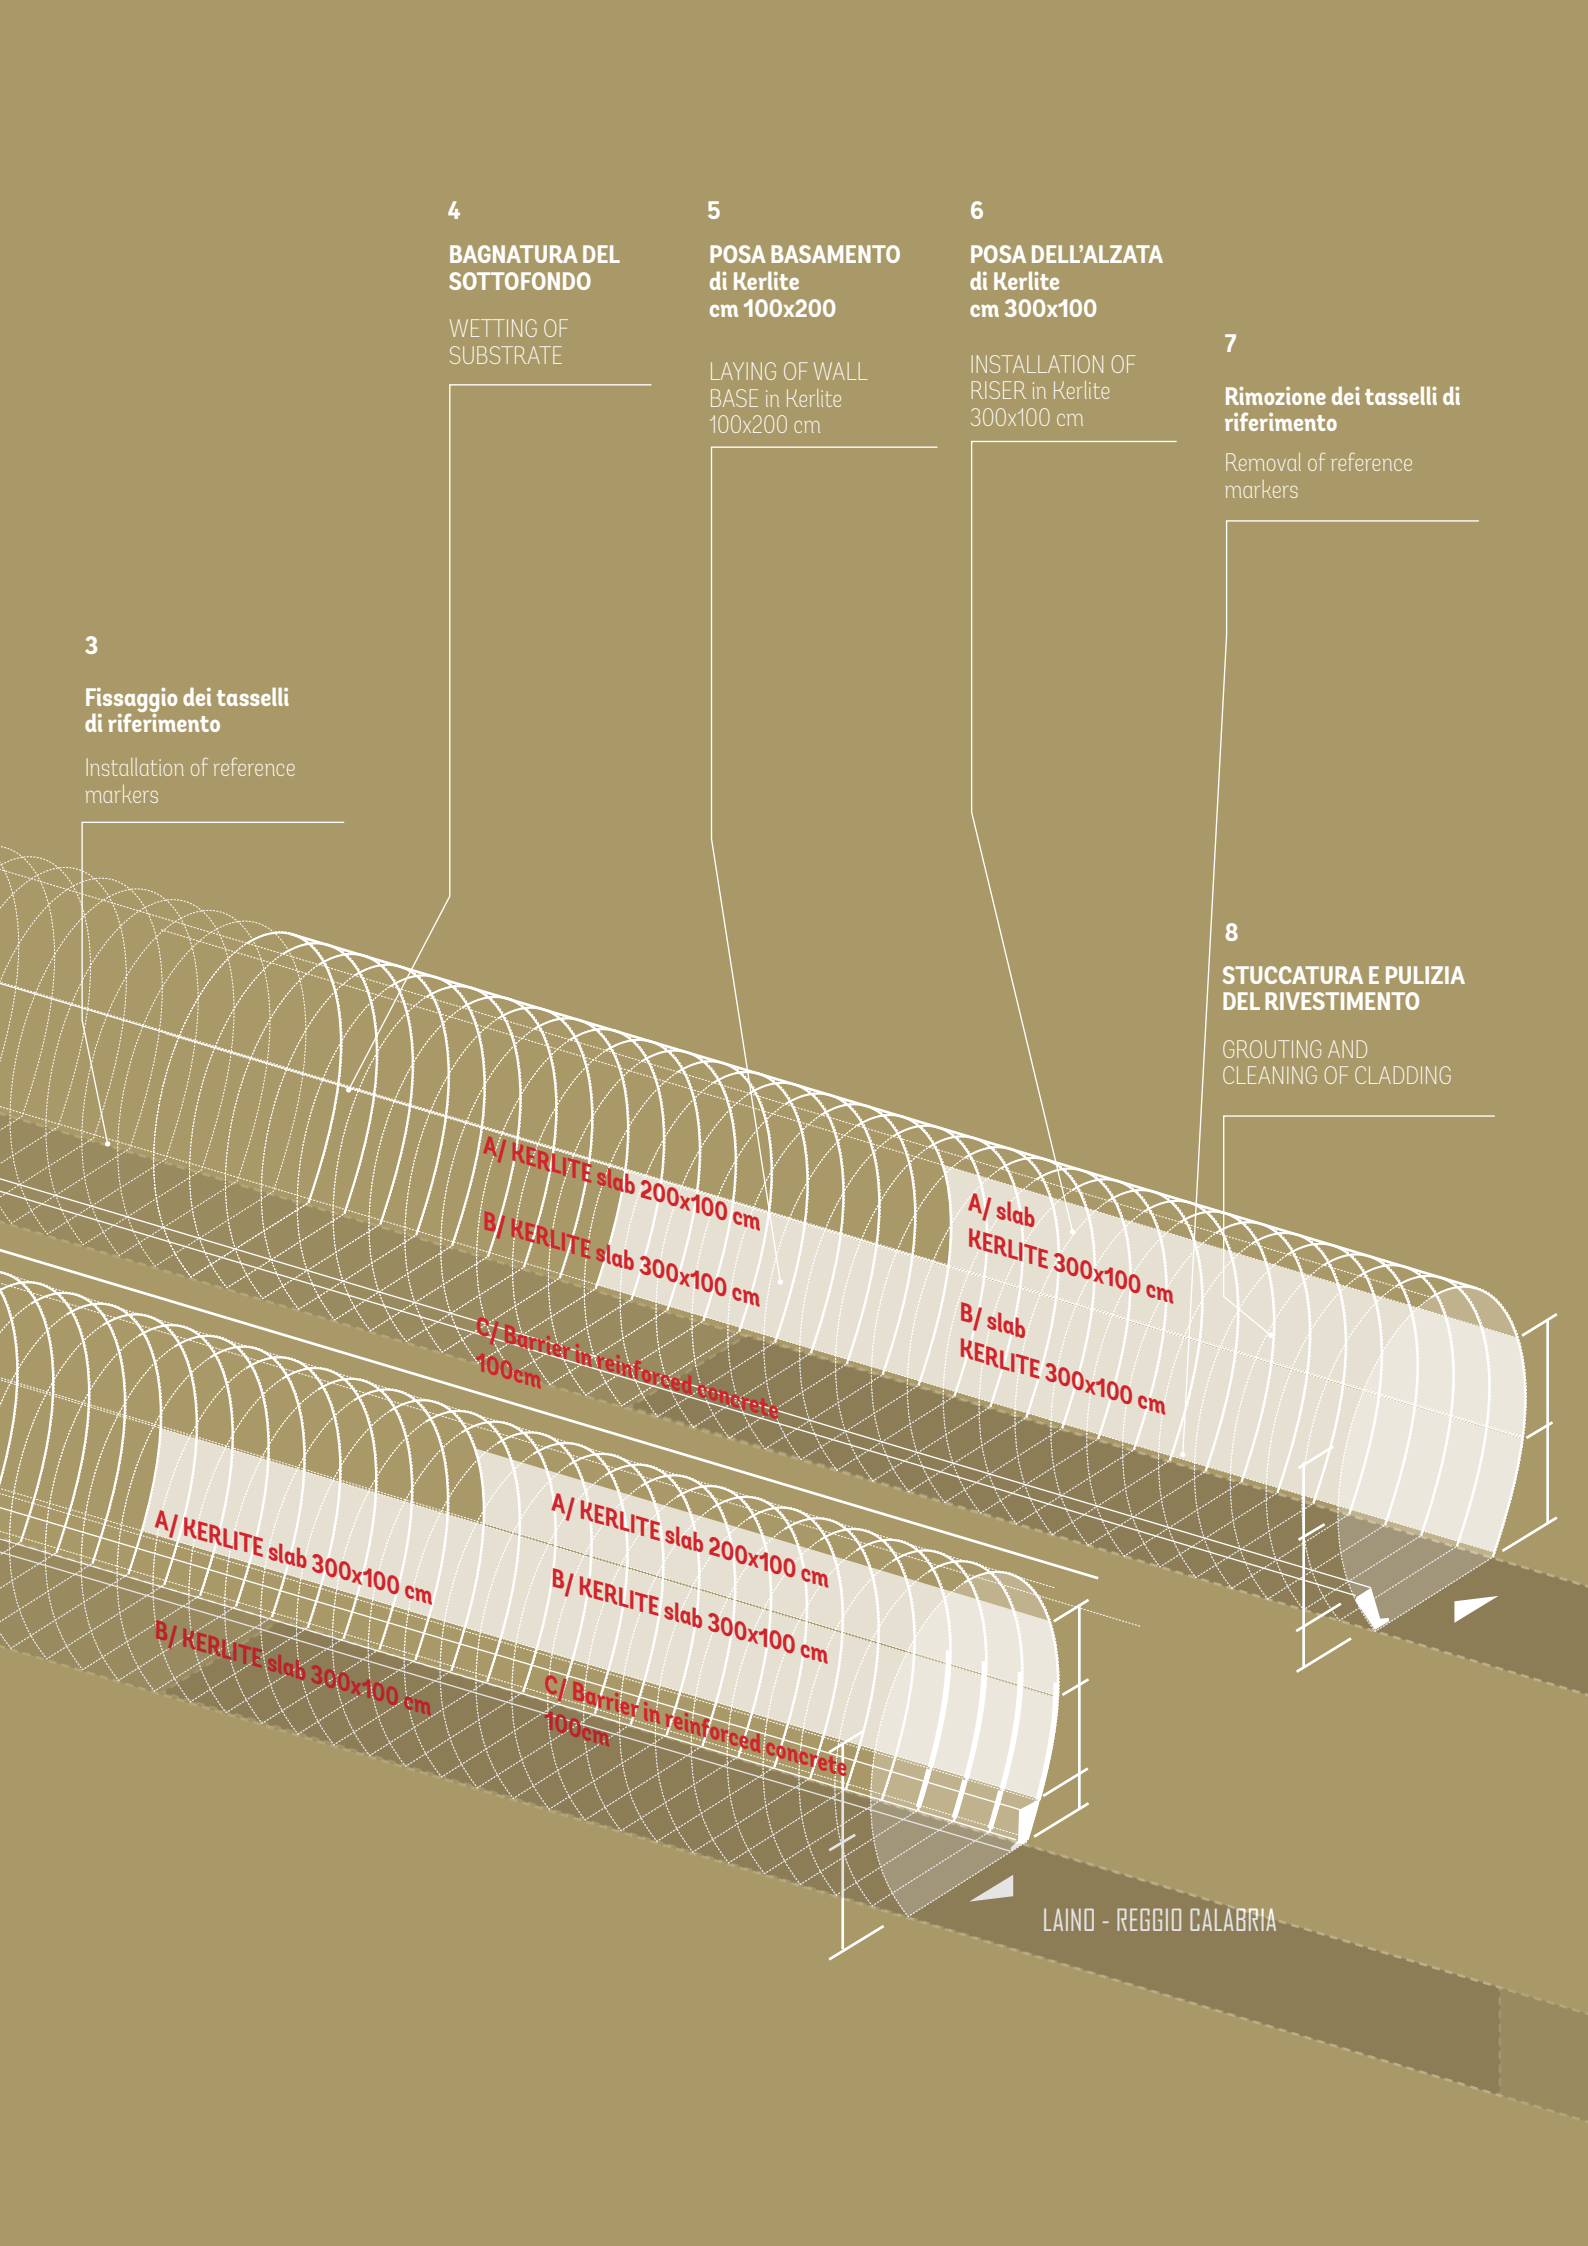 4
BAGNATURA DEL
SOTTOFONDO
WETTING OF
SUBSTRATE
5
POSA BASAMENTO
di Kerlite
cm 100x200
LAYING OF WALL
BASE in Kerlite
100x200 cm
6
POSA DELL'ALZATA
di Kerlite
cm 300x100
INSTALLATION OF
RISER in Kerlite
300x100 cm
7
Rimozione dei tasselli di
riferimento
Removal of reference
markers
3
Fissaggio dei tasselli
di riferimento
Installation of reference
markers
8
STUCCATURA E PULIZIA
DEL RIVESTIMENTO
GROUTING AND
CLEANING OF CLADDING
A/ KERLITE slab 200x100 cm
B/ KERLITE slab 300x100 cm
C/ Barrier in reinforced concrete
100cm
A/ slab
KERLITE 300x100 cm
B/ slab
KERLITE 300x100 cm
A/ KERLITE slab 300x100 cm
B/ KERLITE slab 300x100 cm
A/ KERLITE slab 200x100 cm
B/ KERLITE slab 300x100 cm
C/ Barrier in reinforced concrete
100cm
LAINO - REGGIO CALABRIA